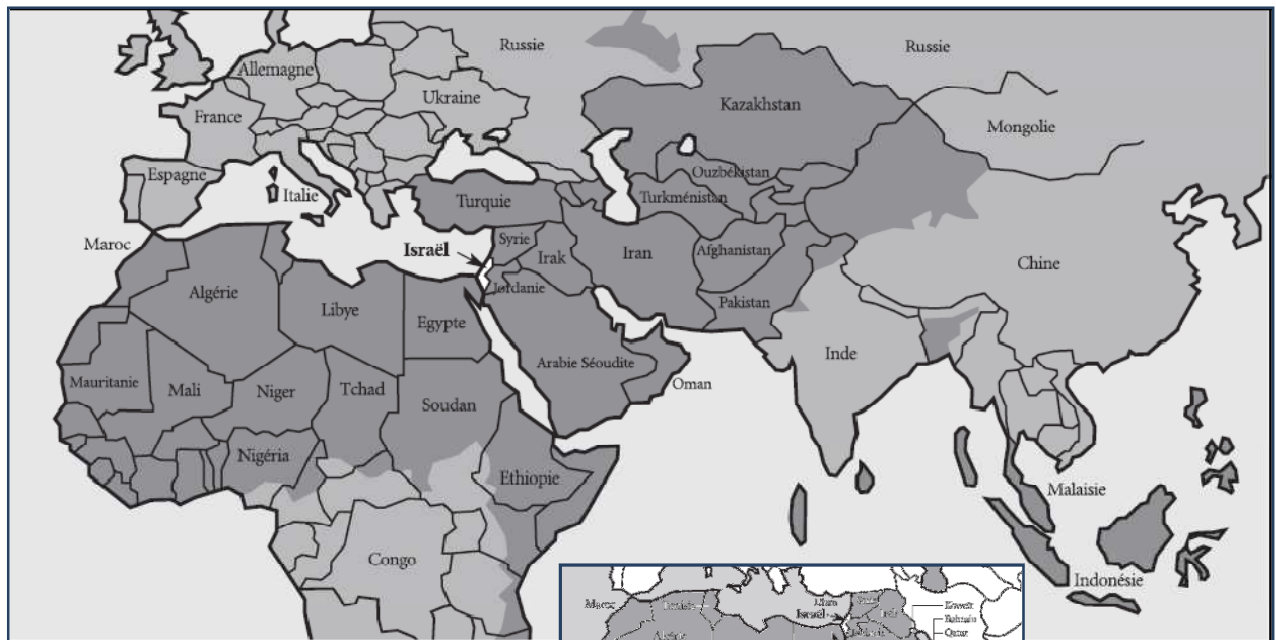 Russie
Russie
Allemagne
Ukraine
Kazakhstan
France
Mongolie
Espagne
Ouzbékistan
Italie
Turkménistan
Turquie
Maroc
Israël
Syrie
Afghanistan
Irak
Iran
Chine
Jordanie
Algérie
Pakistan
Libye
Egypte
Inde
Arabie Séoudite
Mauritanie
Mali
Niger
Tchad
Oman
Soudan
Nigéria
Ethiopie
Malaisie
Congo
Indonésie
Maroc
Israël
Koweït
Bahrain
Qatar
Algérie